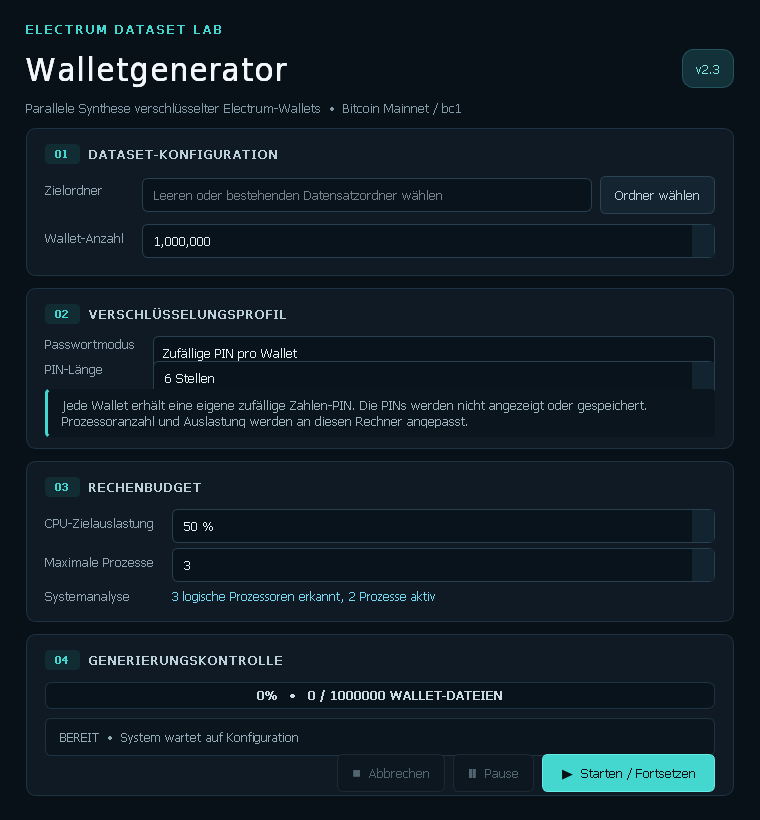 ELECTRUM DATASET LAB
Walletgenerator
v2.3
Parallele Synthese verschlüsselter Electrum-Wallets • Bitcoin Mainnet / bc1
01 DATASET-KONFIGURATION
Zielordner Leeren oder bestehenden Datensatzordner wählen Ordner wählen
Wallet-Anzahl 1,000,000
02 VERSCHLÜSSELUNGSPROFIL
Passwortmodus Zufällige PIN pro Wallet
PIN-Länge 6 Stellen
Jede Wallet erhält eine eigene zufällige Zahlen-PIN. Die PINs werden nicht angezeigt oder gespeichert.
Prozessoranzahl und Auslastung werden an diesen Rechner angepasst.
03 RECHENBUDGET
CPU-Zielauslastung 50 %
Maximale Prozesse 3
Systemanalyse 3 logische Prozessoren erkannt, 2 Prozesse aktiv
04 GENERIERUNGSKONTROLLE
0% • 0 / 1000000 WALLET-DATEIEN
BEREIT • System wartet auf Konfiguration
Abbrechen Pause Starten / Fortsetzen